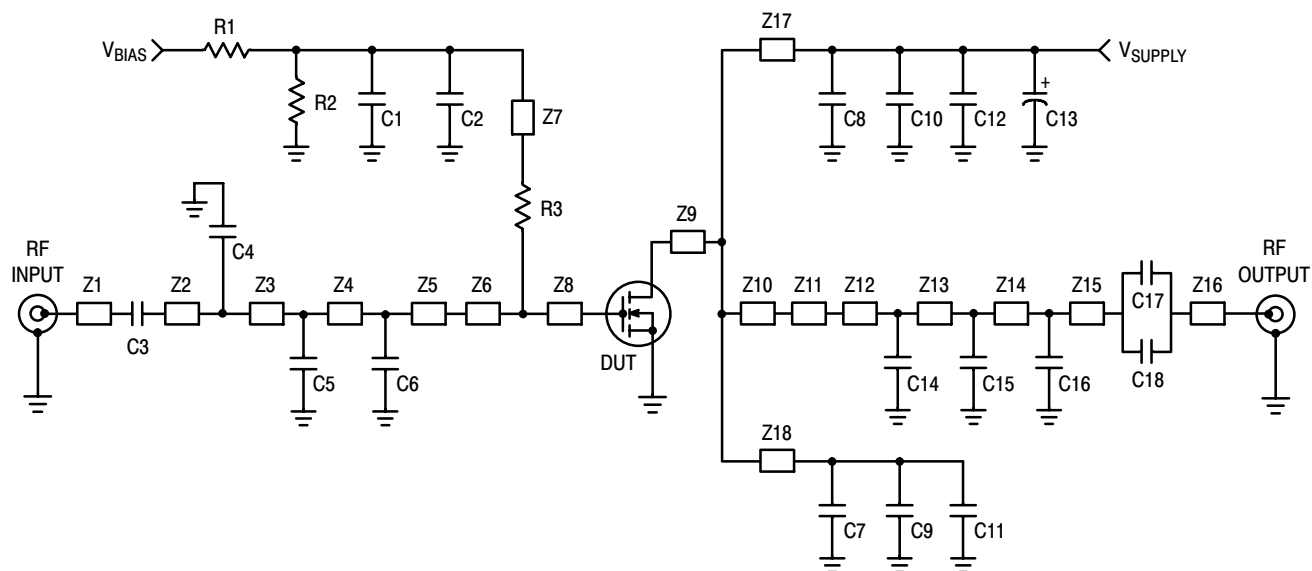 R1
VBIAS
R2
C1
C2
Z7
R3
Z17
VSUPPLY
C8
C10
C12
+
C13
C4
RF
INPUT
Z1
C3
Z2
Z3
Z4
Z5
Z6
Z8
C5
C6
DUT
Z9
Z10
Z11
Z12
Z13
Z14
Z15
C17
C18
Z16
RF
OUTPUT
C14
C15
C16
Z18
C7
C9
C11